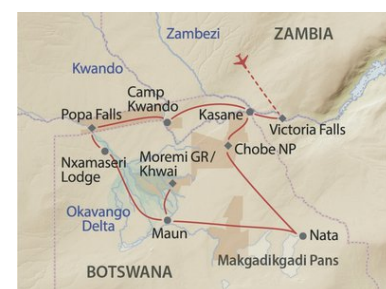 Zambezi
ZAMBIA
Kwando
Camp
Kwando
Popa Falls
Kasane
Victoria Falls
Nxamaseri
Lodge
Moremi GR/
Khwai
Chobe NP
Okavango
Delta
Maun
Nata
Makgadikgadi Pans
BOTSWANA